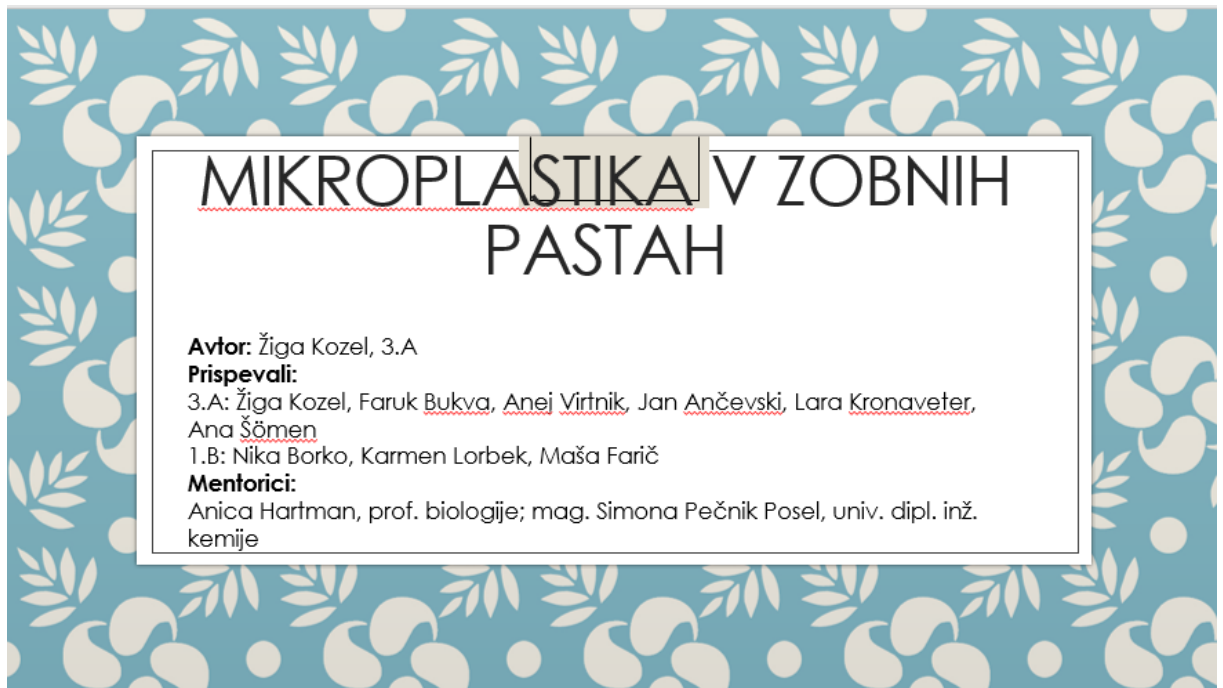 MIKROPLASTIKA V ZOBNIH
PASTAH
Avtor: Žiga Kozel, 3.A
Prispevali:
3.A: Žiga Kozel, Faruk Bukva, Anej Virtnik, Jan Ančevski, Lara Kronaveter,
Ana Šömen
1.B: Nika Borko, Karmen Lorbek, Maša Farič
Mentorici:
Anica Hartman, prof. biologije; mag. Simona Pečnik Posel, univ. dipl. inž.
kemije